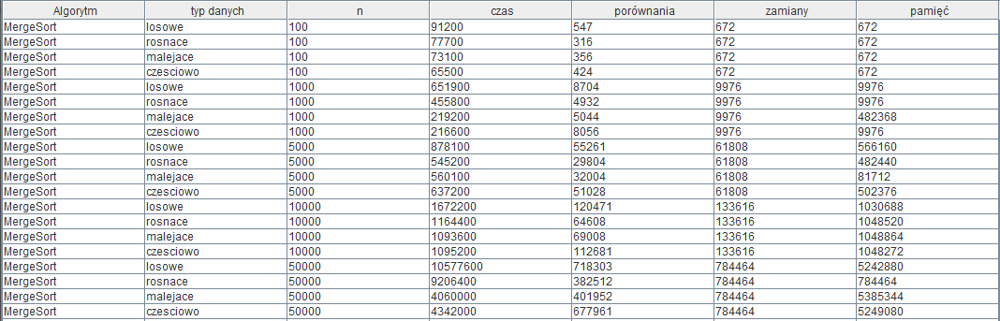 Algorytm typ danych n czas porównania zamiany pamięć
MergeSort losowe 100 91200 547 672 672
MergeSort rosnace 100 77700 316 672 672
MergeSort malejace 100 73100 356 672 672
MergeSort czesciowo 100 65500 424 672 672
MergeSort losowe 1000 651900 8704 9976 9976
MergeSort rosnace 1000 455800 4932 9976 9976
MergeSort malejace 1000 219200 5044 9976 482368
MergeSort czesciowo 1000 216600 8056 9976 9976
MergeSort losowe 5000 878100 55261 61808 566160
MergeSort rosnace 5000 545200 29804 61808 482440
MergeSort malejace 5000 560100 32004 61808 81712
MergeSort czesciowo 5000 637200 51028 61808 502376
MergeSort losowe 10000 1672200 120471 133616 1030688
MergeSort rosnace 10000 1164400 64608 133616 1048520
MergeSort malejace 10000 1093600 69008 133616 1048864
MergeSort czesciowo 10000 1095200 112681 133616 1048272
MergeSort losowe 50000 10577600 718303 784464 5242880
MergeSort rosnace 50000 9206400 382512 784464 784464
MergeSort malejace 50000 4060000 401952 784464 5385344
MergeSort czesciowo 50000 4342000 677961 784464 5249080